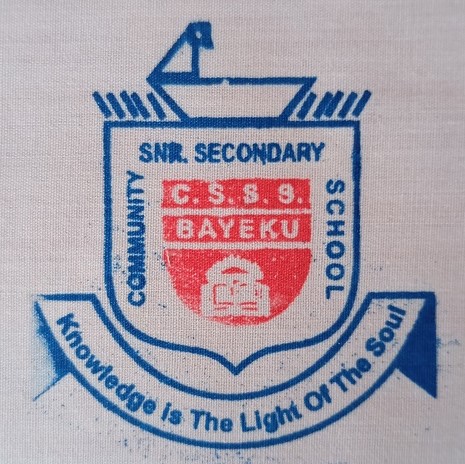 SNR. SECONDARY
COMMUNITY
SCHOOL
C. S. S. S.
BAYEKU
Knowledge is The Light Of The Soul